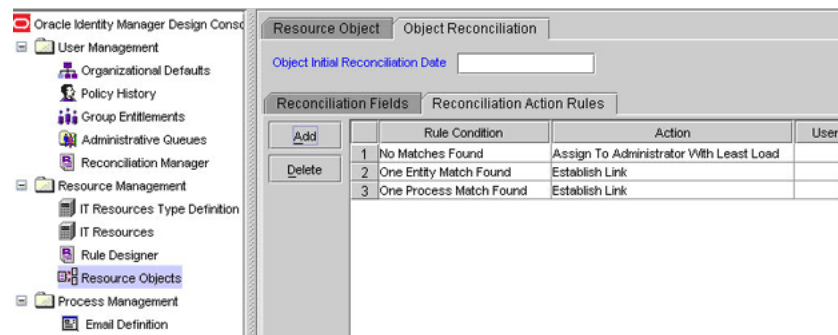 Oracle Identity Manager Design Conso
User Management
Organizational Defaults
Policy History
Group Entitlements
Administrative Queues
Reconciliation Manager
Resource Management
IT Resources Type Definition
IT Resources
Rule Designer
Resource Objects
Process Management
Email Definition
Resource Object Object Reconciliation
Object Initial Reconciliation Date
Reconciliation Fields Reconciliation Action Rules
Add
Delete
Rule Condition Action User
1 No Matches Found Assign To Administrator With Least Load
2 One Entity Match Found Establish Link
3 One Process Match Found Establish Link